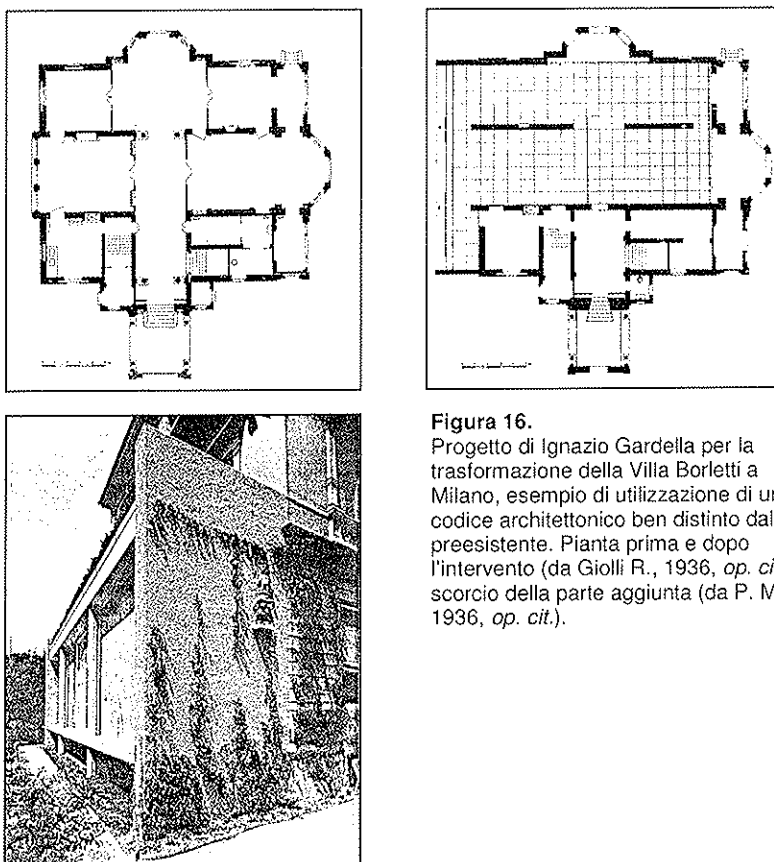 Figura 16.
Progetto di Ignazio Gardella per la
trasformazione della Villa Borletti a
Milano, esempio di utilizzazione di un
codice architettonico ben distinto dal
preesistente. Pianta prima e dopo
l'intervento (da Giolli R., 1936, op. ci
scorcio della parte aggiunta (da P. M
1936, op. cit.).